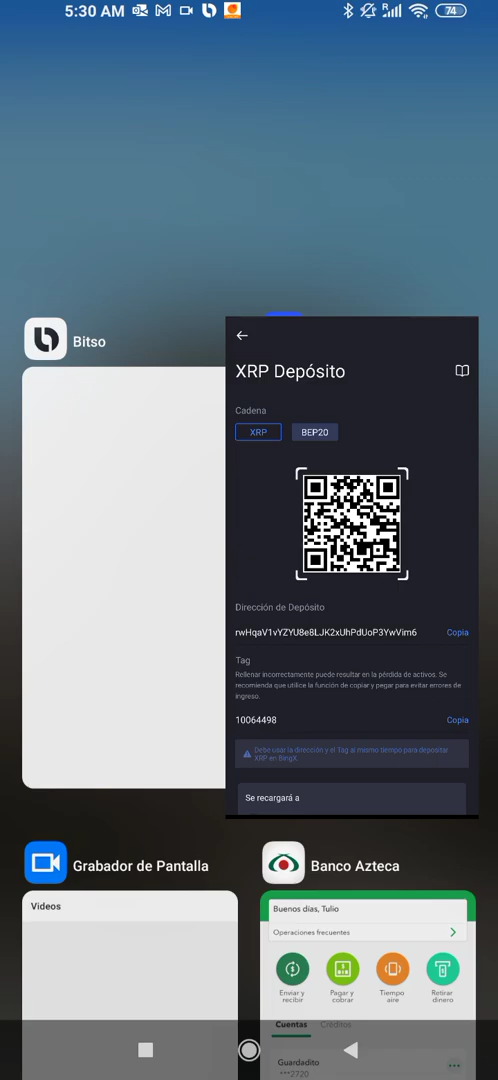 5:30 AM
R
74
Bitso
XRP Depósito
Cadena
XRP
BEP20
Dirección de Depósito
rwHqaV1vYZYU8e8LJK2xUhPdUoP3YwVim6
Copia
Tag
Rellenar incorrectamente puede resultar en la pérdida de activos. Se
recomienda que utilice la función de copiar y pegar para evitar errores de
ingreso.
10064498
Copia
Debe usar la dirección y el Tag al mismo tiempo para depositar
XRP en BingX.
Se recargará a
Grabador de Pantalla
Videos
Banco Azteca
Buenos días, Tulio
Operaciones frecuentes
Enviar y
recibir
Pagar y
cobrar
Tiempo
aire
Retirar
dinero
Cuentas
Créditos
Guardadito
***2720